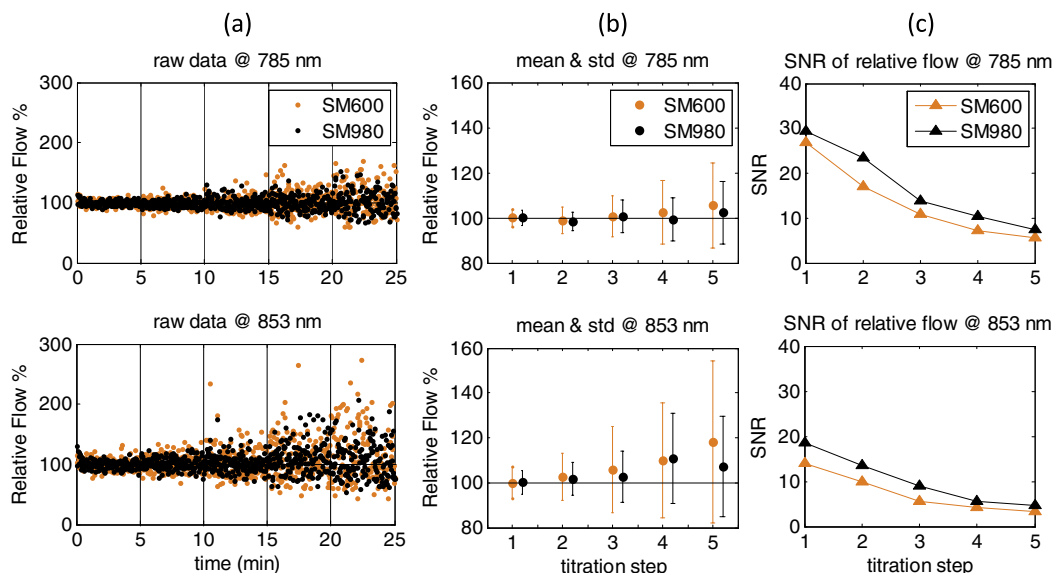 (a)
(b)
(c)
raw data @ 785 nm
mean & std @ 785 nm
SNR of relative flow @ 785 nm
Relative Flow %
300
200
100
0
0 5 10 15 20 25
SM600
SM980
Relative Flow %
160
140
120
100
80
1 2 3 4 5
SM600
SM980
SNR
40
30
20
10
0
1 2 3 4 5
SM600
SM980
raw data @ 853 nm
mean & std @ 853 nm
SNR of relative flow @ 853 nm
Relative Flow %
300
200
100
0
0 5 10 15 20 25
time (min)
Relative Flow %
160
140
120
100
80
1 2 3 4 5
titration step
SNR
40
30
20
10
0
1 2 3 4 5
titration step